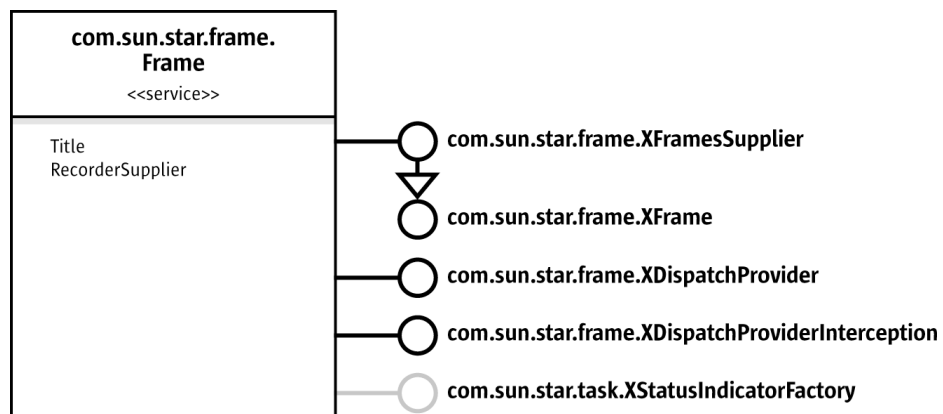 com.sun.star.frame.
Frame
<<service>>
Title
RecorderSupplier
com.sun.star.frame.XFramesSupplier
com.sun.star.frame.XFrame
com.sun.star.frame.XDispatchProvider
com.sun.star.frame.XDispatchProviderInterception
com.sun.star.task.XStatusIndicatorFactory